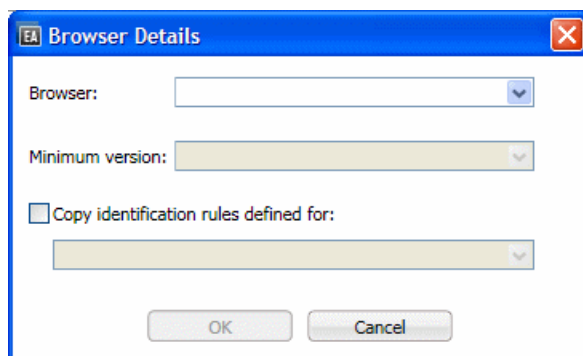 EA Browser Details
Browser:
Minimum version:
Copy identification rules defined for:
OK Cancel